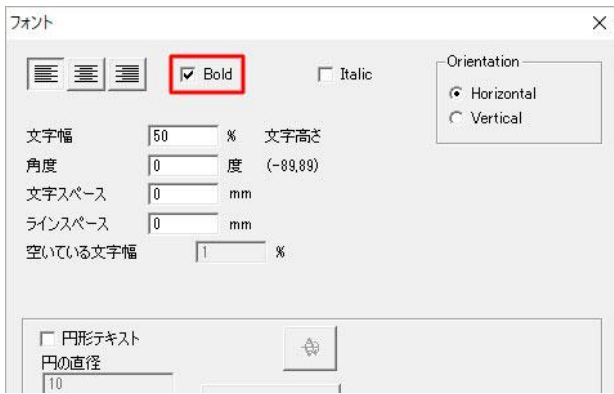 フォント
Bold
Italic
Orientation
Horizontal
Vertical
文字幅 50 % 文字高さ
角度 0 度 (-89,89)
文字スペース 0 mm
ラインスペース 0 mm
空いている文字幅 1 %
円形テキスト
円の直径
10